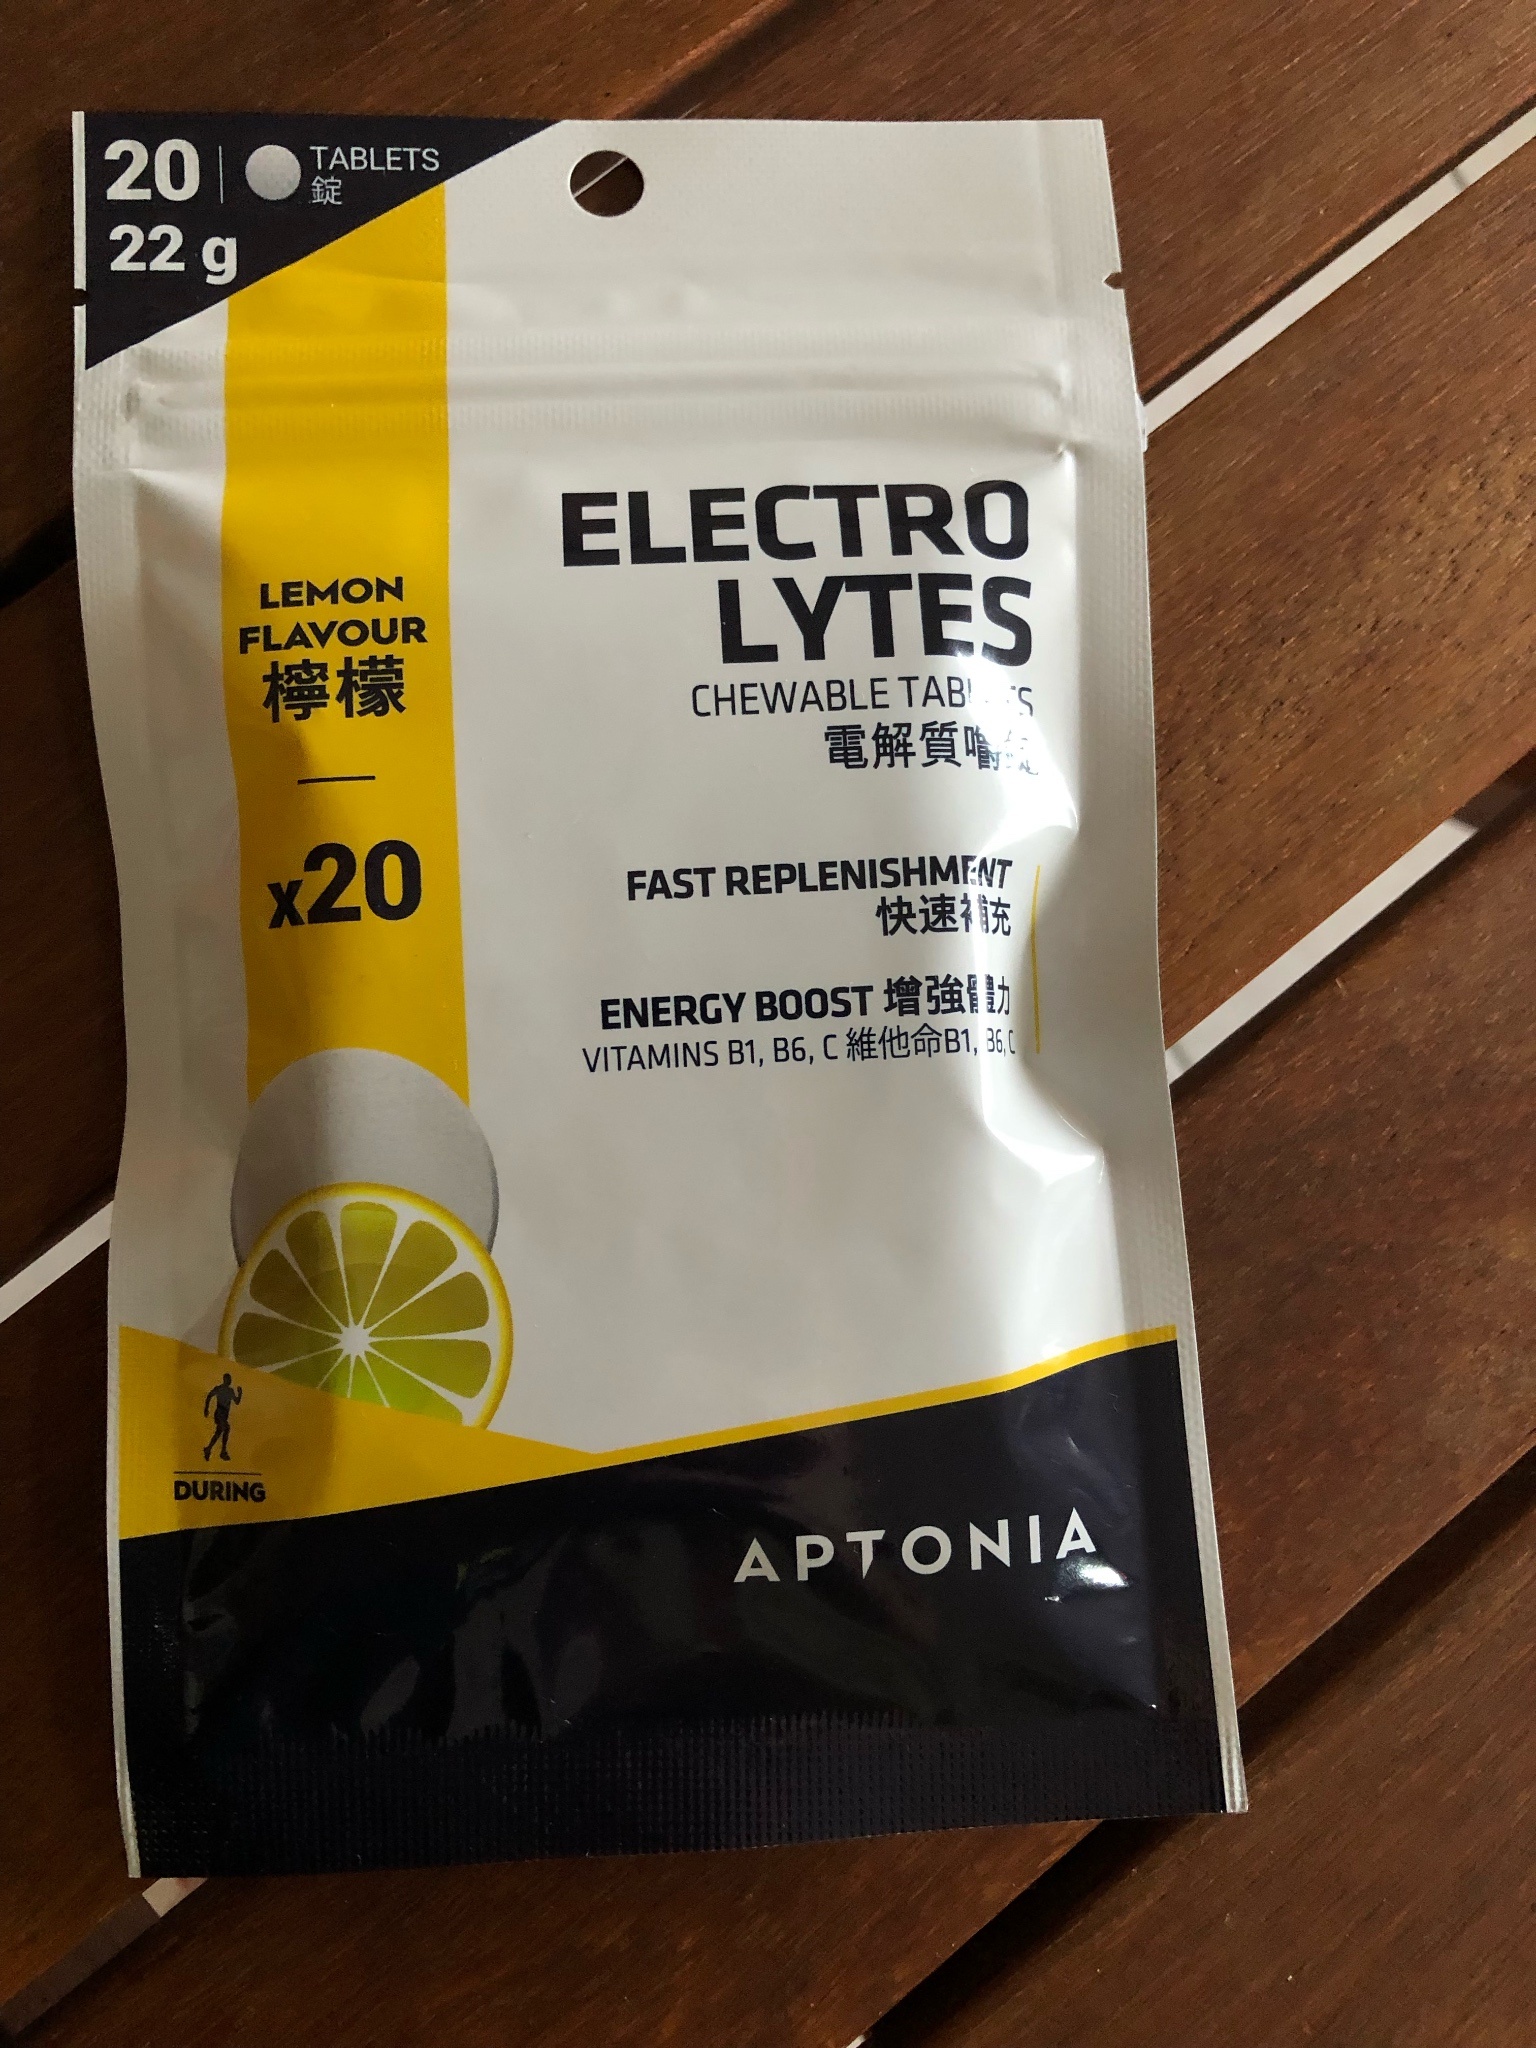 20 TABLETS
錠
22 g
ELECTRO
LYTES
CHEWABLE TABLETS
電解質嚼錠
LEMON
FLAVOUR
檸檬
x20
FAST REPLENISHMENT
快速補充
ENERGY BOOST 增強體力
VITAMINS B1, B6, C 維他命B1, B6, C
DURING
APTONIA